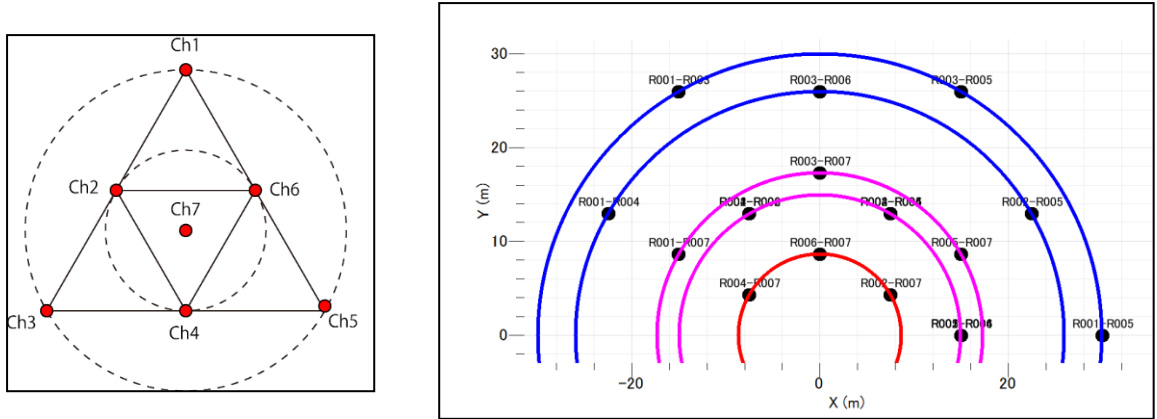 Ch1
Ch2
Ch6
Ch7
Ch3
Ch4
Ch5
30
R001-R003
R003-R006
R003-R005
20
R003-R007
Y (m)
R001-R004
R002-R005
10
R001-R007
R006-R007
R005-R007
R004-R007
R002-R007
0
R001-R005
-20
0
20
X (m)